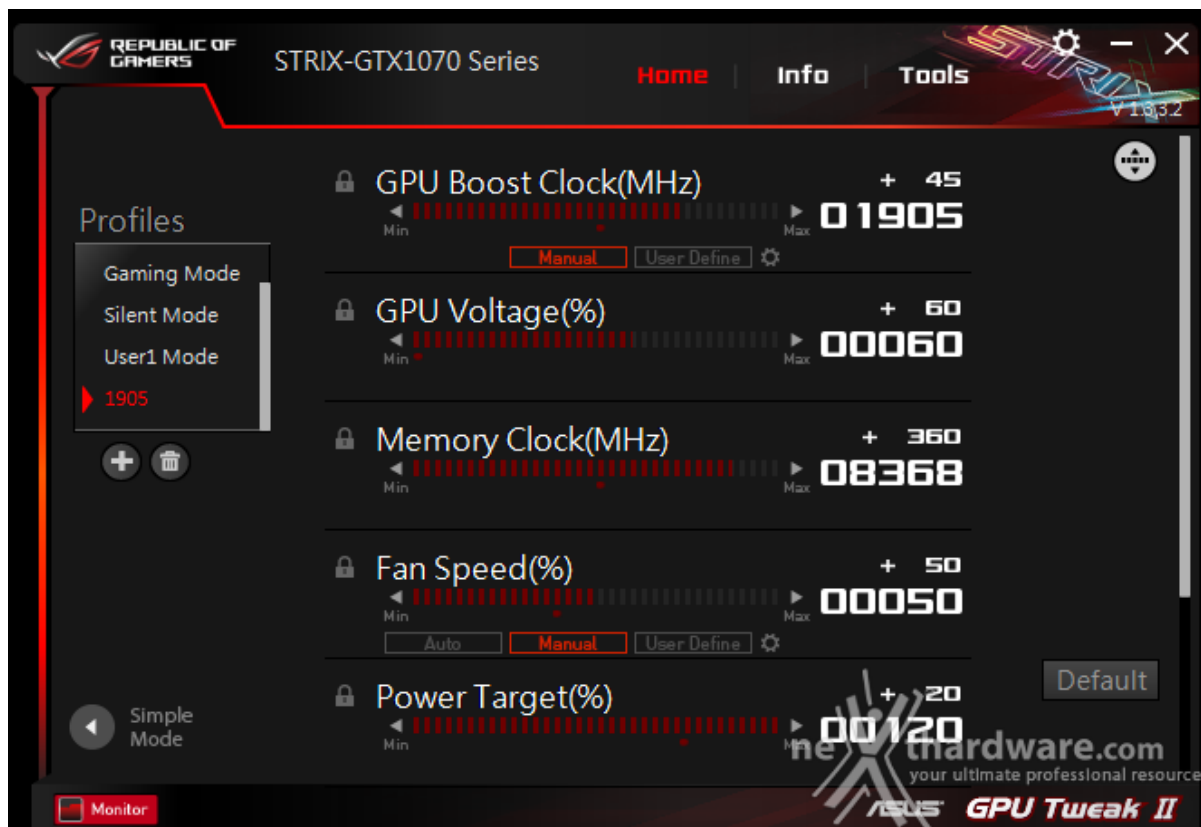 REPUBLIC OF
GAMERS
STRIX-GTX1070 Series
Home
Info
Tools
STRIX
V 1.3.3.2
Profiles
Gaming Mode
Silent Mode
User1 Mode
1905
GPU Boost Clock(MHz)
+ 45
01905
Min
Max
Manual
User Define
GPU Voltage(%)
+ 60
00060
Min
Max
Memory Clock(MHz)
+ 360
08368
Min
Max
Fan Speed(%)
+ 50
00050
Min
Max
Auto
Manual
User Define
Power Target(%)
+ 20
00120
Min
Default
Simple
Mode
nexthardware.com
your ultimate professional resource
Monitor
ASUS GPU Tweak II